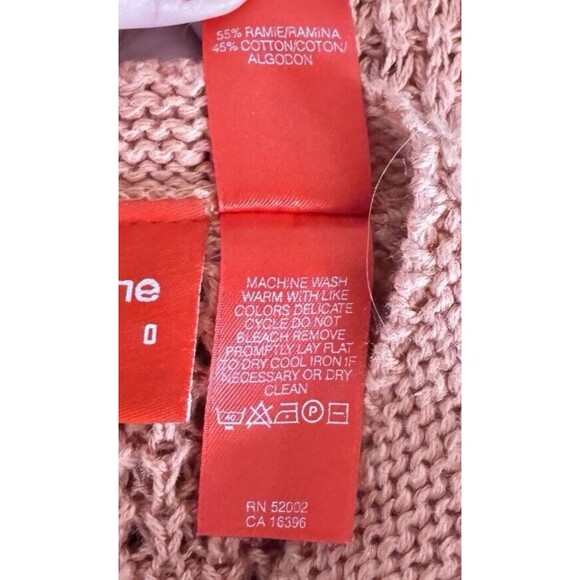 55% RAMIE/RAMINA
45% COTTON/COTON/
ALGODON
ne
0
MACHINE WASH
WARM WITH LIKE
COLORS DELICATE
CYCLE DO NOT
BLEACH REMOVE
PROMPTLY LAY FLAT
TO DRY COOL IRON IF
NECESSARY OR DRY
CLEAN
40
P
RN 52002
CA 16396